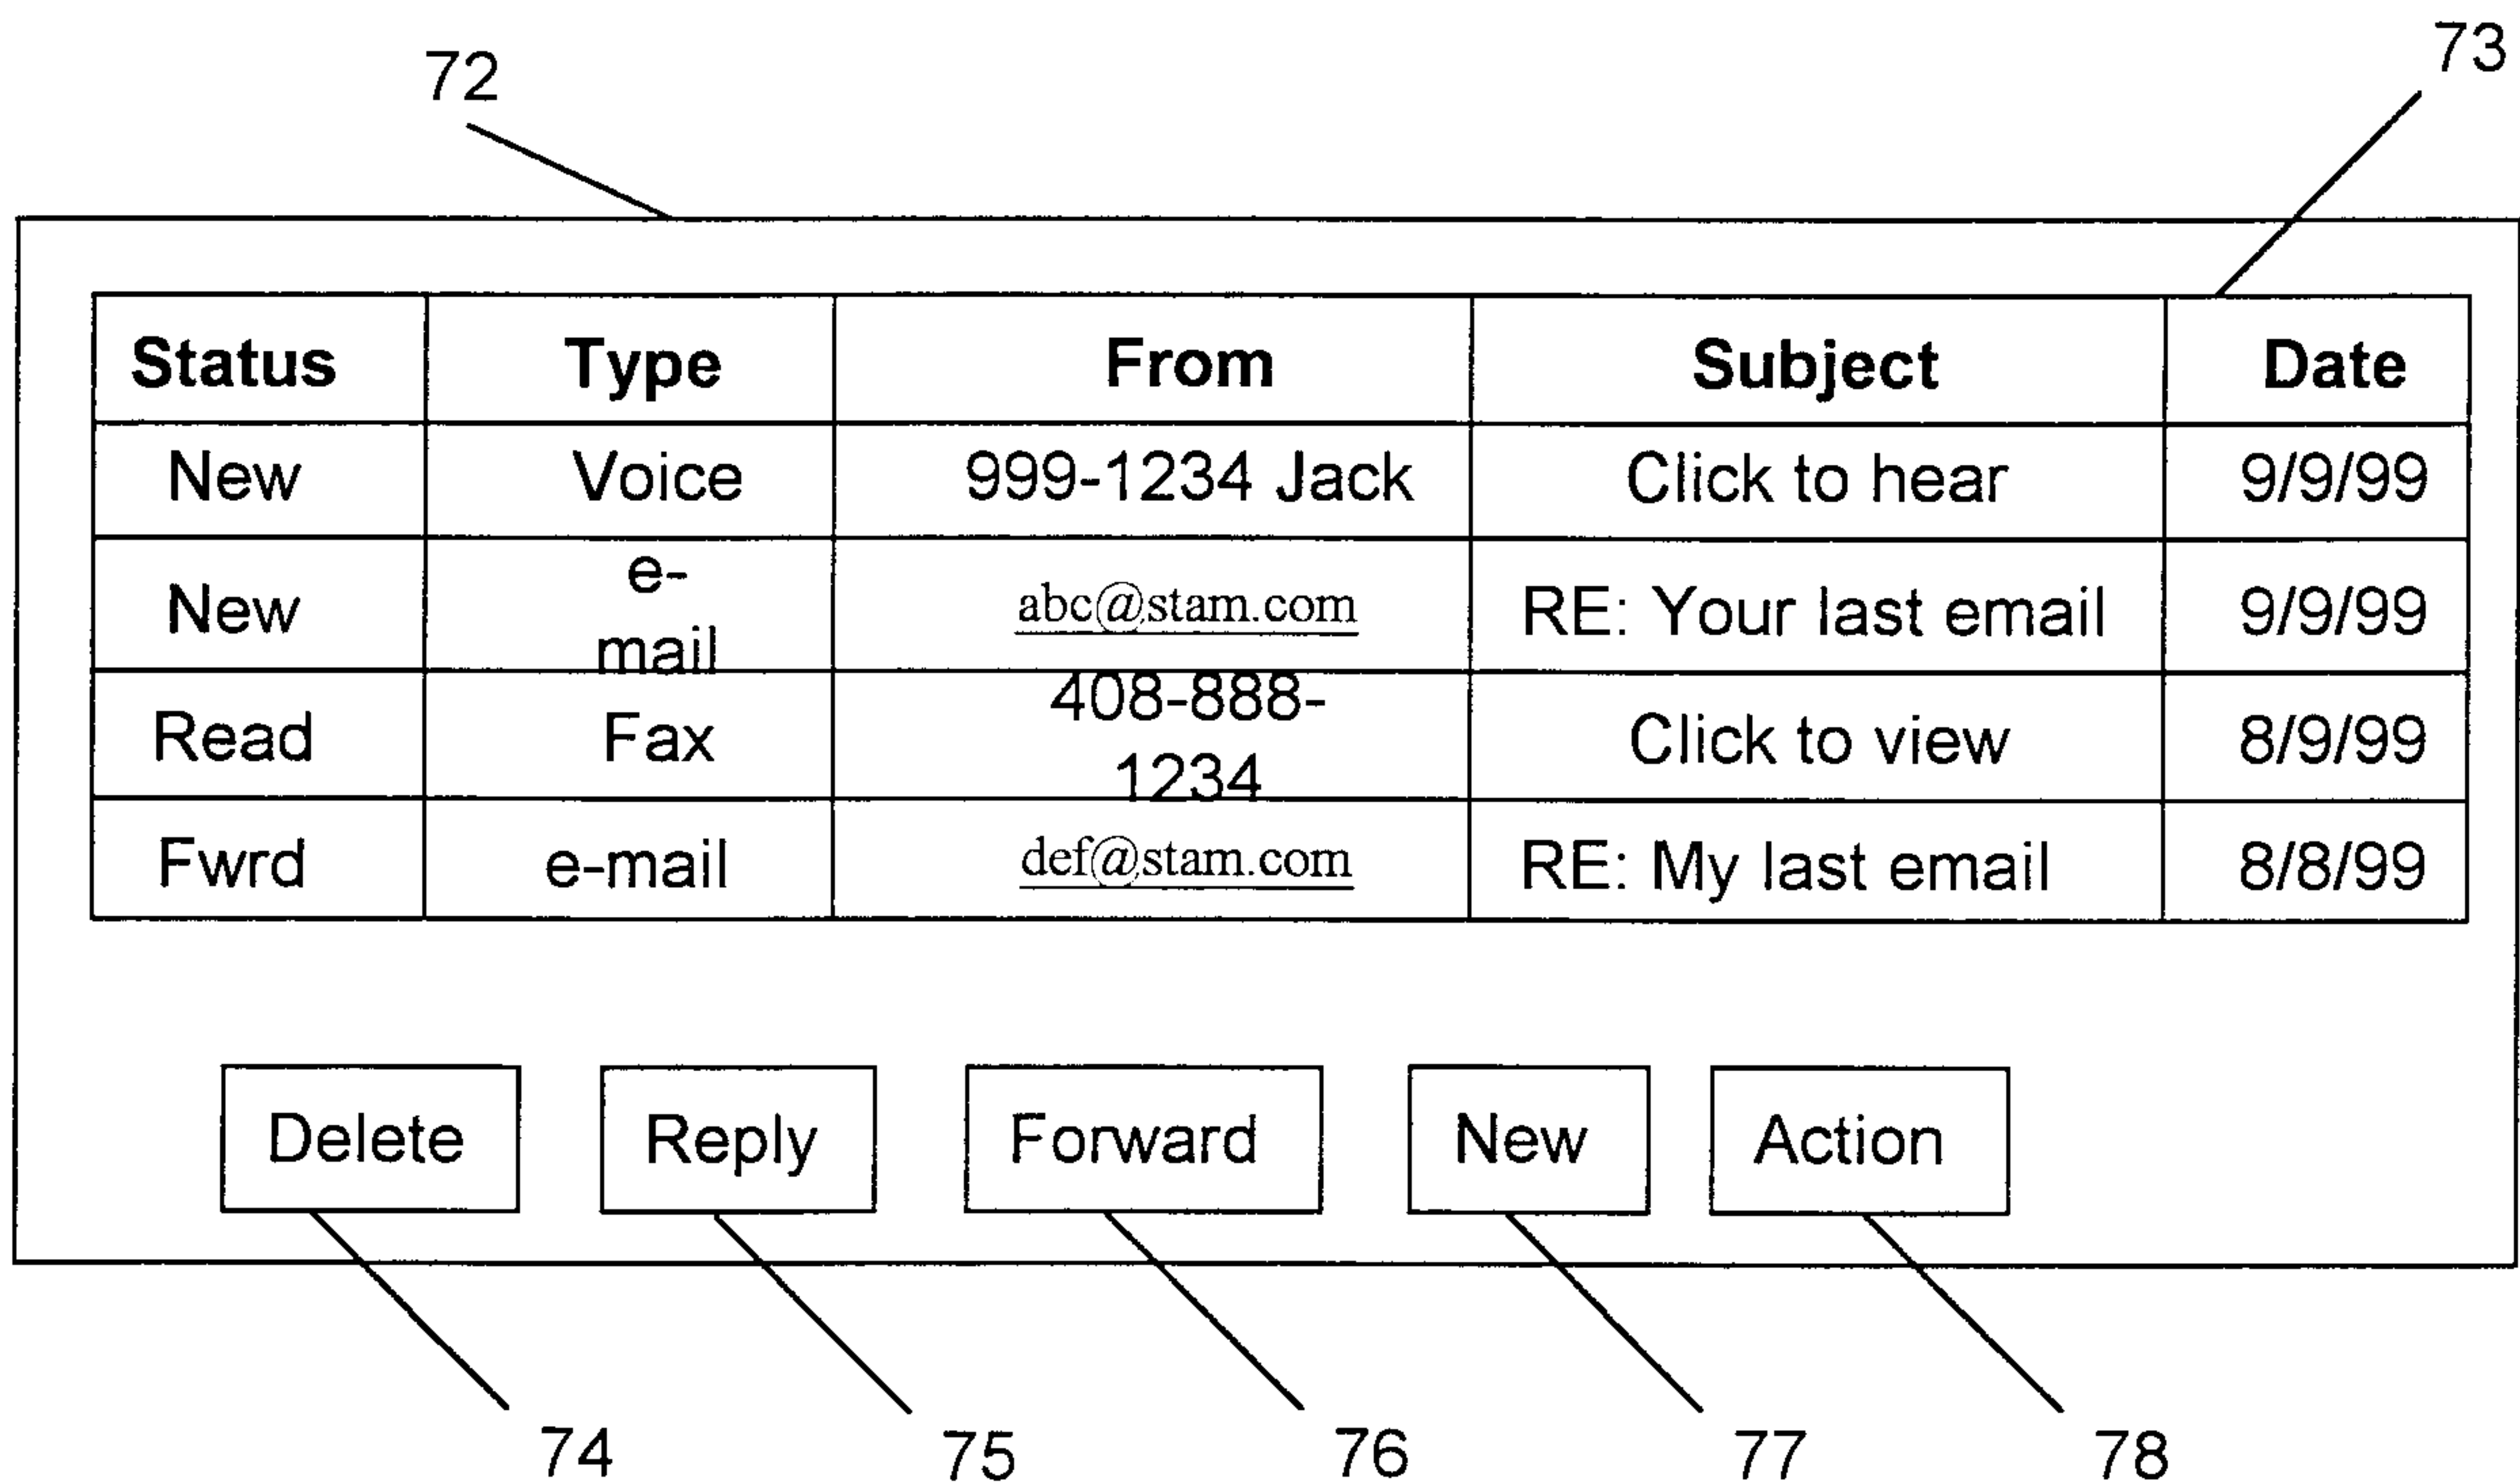 72
73
Status Type From Subject Date
New Voice 999-1234 Jack Click to hear 9/9/99
New e-
mail abc@stam.com RE: Your last email 9/9/99
Read Fax 408-888-
1234 Click to view 8/9/99
Fwrd e-mail def@stam.com RE: My last email 8/8/99
Delete Reply Forward New Action
74 75 76 77 78